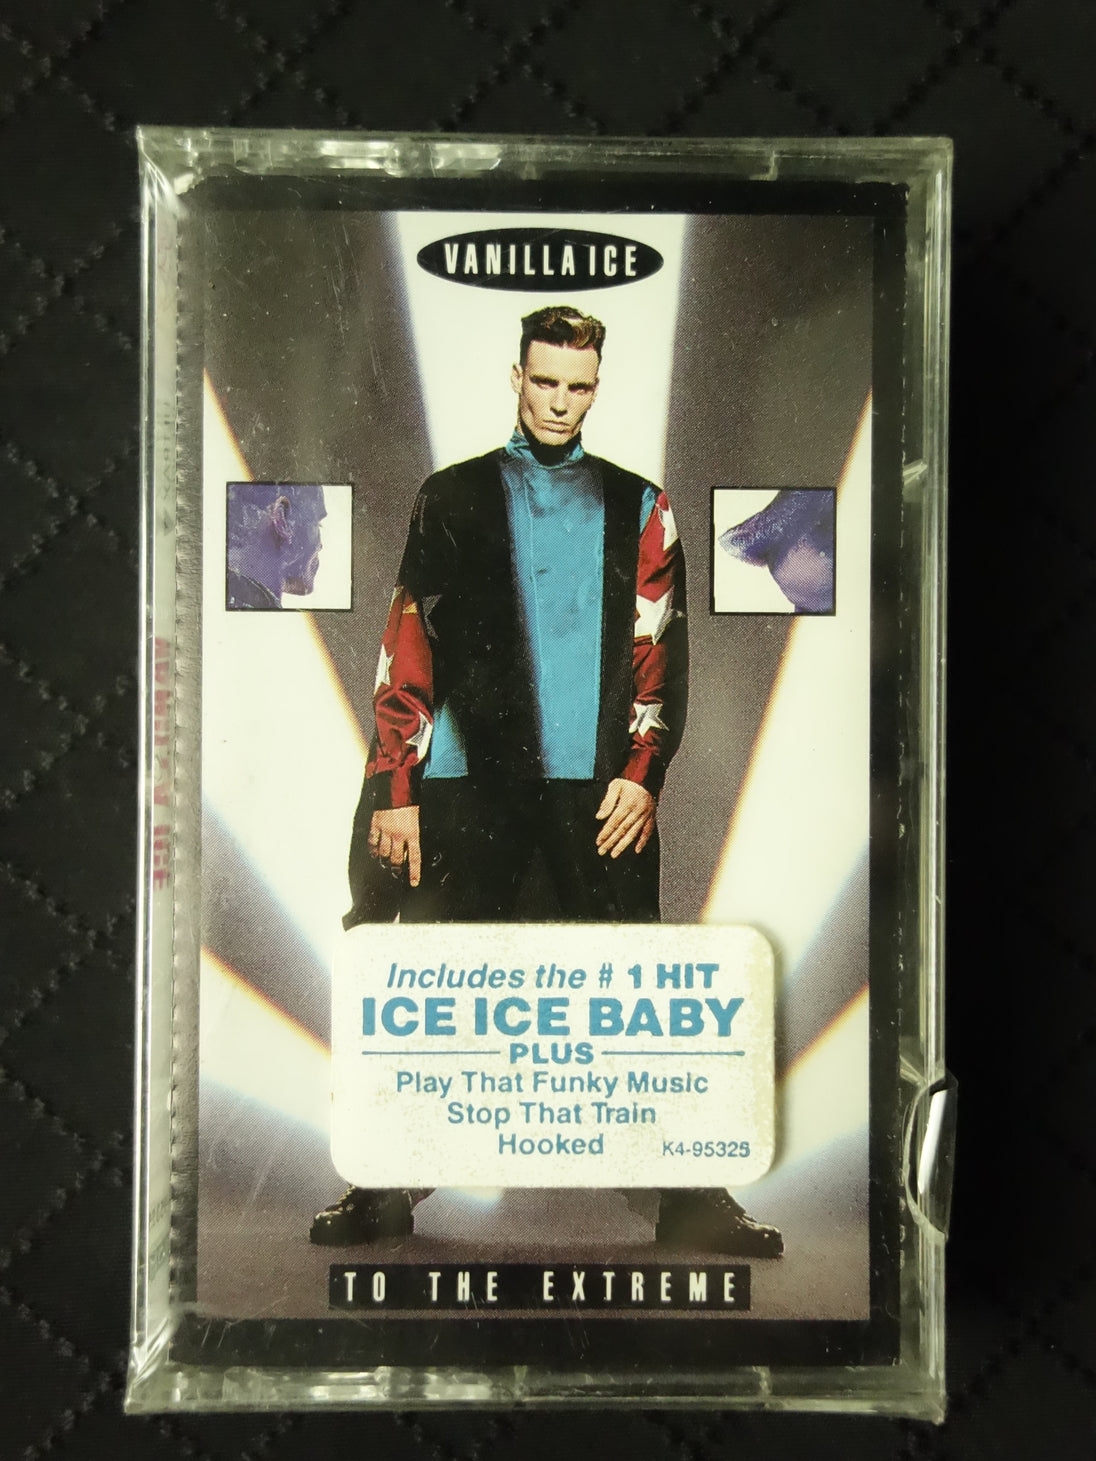 VANILLA ICE
Includes the # 1 HIT
ICE ICE BABY
PLUS
Play That Funky Music
Stop That Train
Hooked
K4-95325
TO THE EXTREME